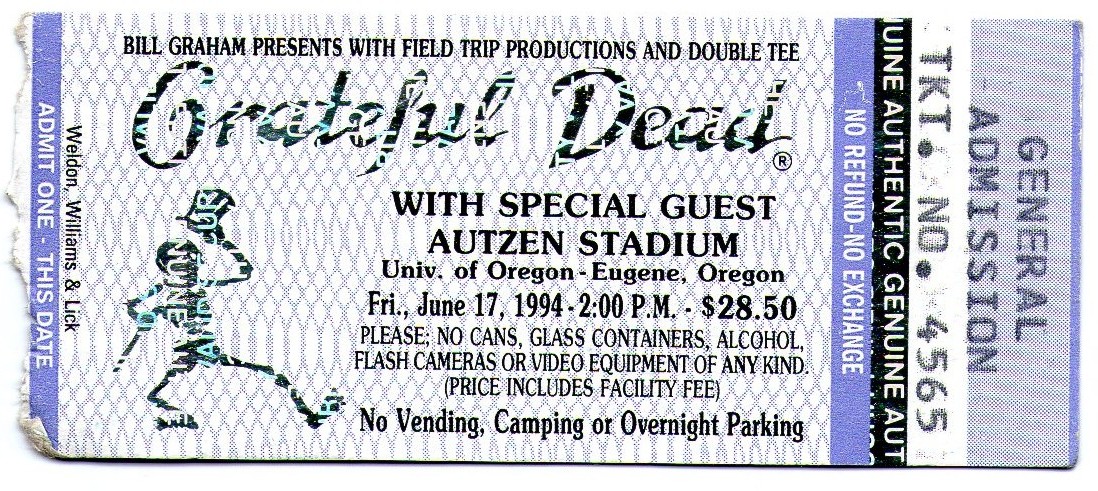 ADMIT ONE - THIS DATE
Weldon, Williams & Lick
BILL GRAHAM PRESENTS WITH FIELD TRIP PRODUCTIONS AND DOUBLE TEE
Grateful Dead®
WITH SPECIAL GUEST
AUTZEN STADIUM
Univ. of Oregon - Eugene, Oregon
Fri., June 17, 1994 - 2:00 P.M. - $28.50
PLEASE; NO CANS, GLASS CONTAINERS, ALCOHOL,
FLASH CAMERAS OR VIDEO EQUIPMENT OF ANY KIND.
(PRICE INCLUDES FACILITY FEE)
No Vending, Camping or Overnight Parking
NO REFUND-NO EXCHANGE
UINE AUTHENTIC GENUINE AUT
TKT. NO. 4565
GENERAL
ADMISSION